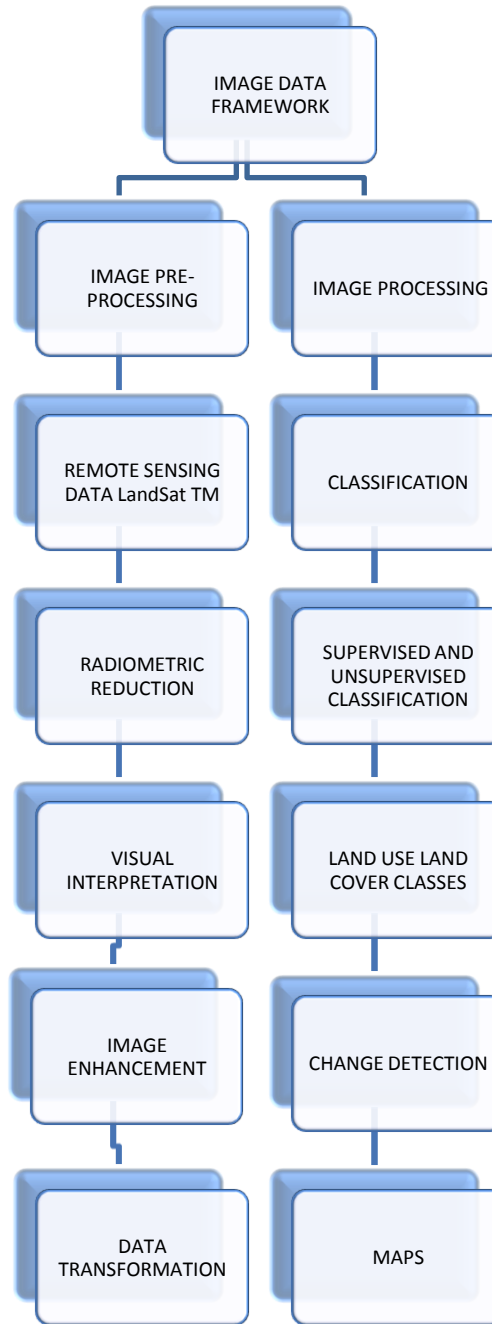 IMAGE DATA
FRAMEWORK
IMAGE PRE-
PROCESSING
IMAGE PROCESSING
REMOTE SENSING
DATA LandSat TM
CLASSIFICATION
RADIOMETRIC
REDUCTION
SUPERVISED AND
UNSUPERVISED
CLASSIFICATION
VISUAL
INTERPRETATION
LAND USE LAND
COVER CLASSES
IMAGE
ENHANCEMENT
CHANGE DETECTION
DATA
TRANSFORMATION
MAPS